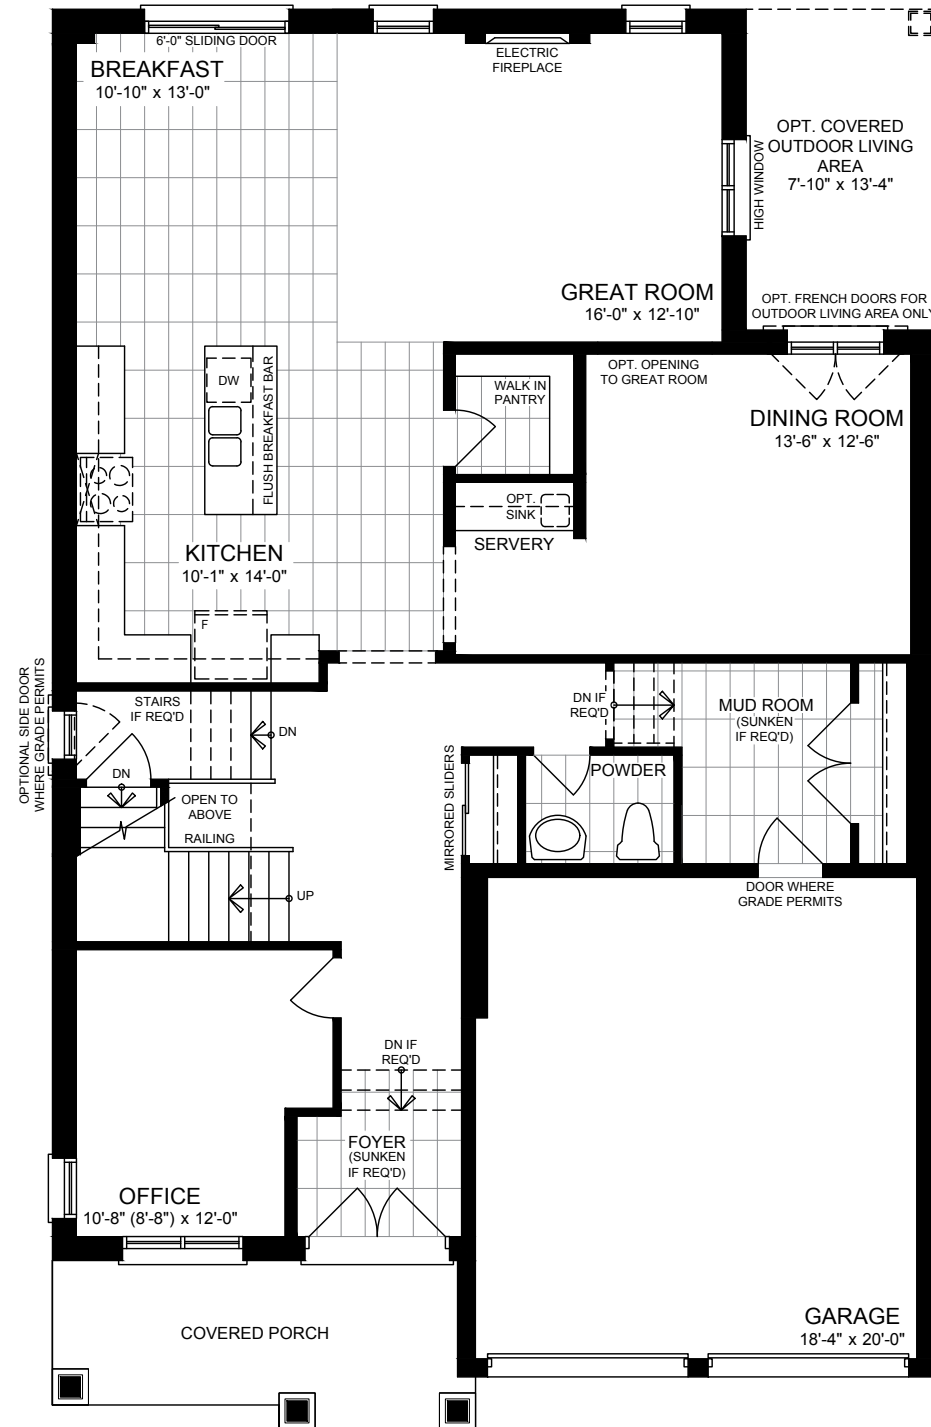 6'-0" SLIDING DOOR
BREAKFAST
10'-10" x 13'-0"
ELECTRIC
FIREPLACE
OPT. COVERED
OUTDOOR LIVING
AREA
7'-10" x 13'-4"
HIGH WINDOW
GREAT ROOM
16'-0" x 12'-10"
OPT. FRENCH DOORS FOR
OUTDOOR LIVING AREA ONLY
DW
FLUSH BREAKFAST BAR
WALK IN
PANTRY
OPT. OPENING
TO GREAT ROOM
DINING ROOM
13'-6" x 12'-6"
OPT.
SINK
SERVERY
KITCHEN
10'-1" x 14'-0"
F
OPTIONAL SIDE DOOR
WHERE GRADE PERMITS
STAIRS
IF REQ'D
DN
DN
OPEN TO
ABOVE
RAILING
UP
MIRRORED SLIDERS
DN IF
REQ'D
MUD ROOM
(SUNKEN
IF REQ'D)
POWDER
DOOR WHERE
GRADE PERMITS
DN IF
REQ'D
FOYER
(SUNKEN
IF REQ'D)
OFFICE
10'-8" (8'-8") x 12'-0"
COVERED PORCH
GARAGE
18'-4" x 20'-0"